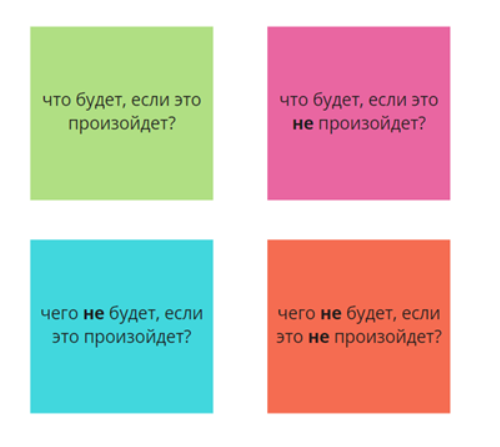 что будет, если это
произойдет?
что будет, если это
не произойдет?
чего не будет, если
это произойдет?
чего не будет, если
это не произойдет?